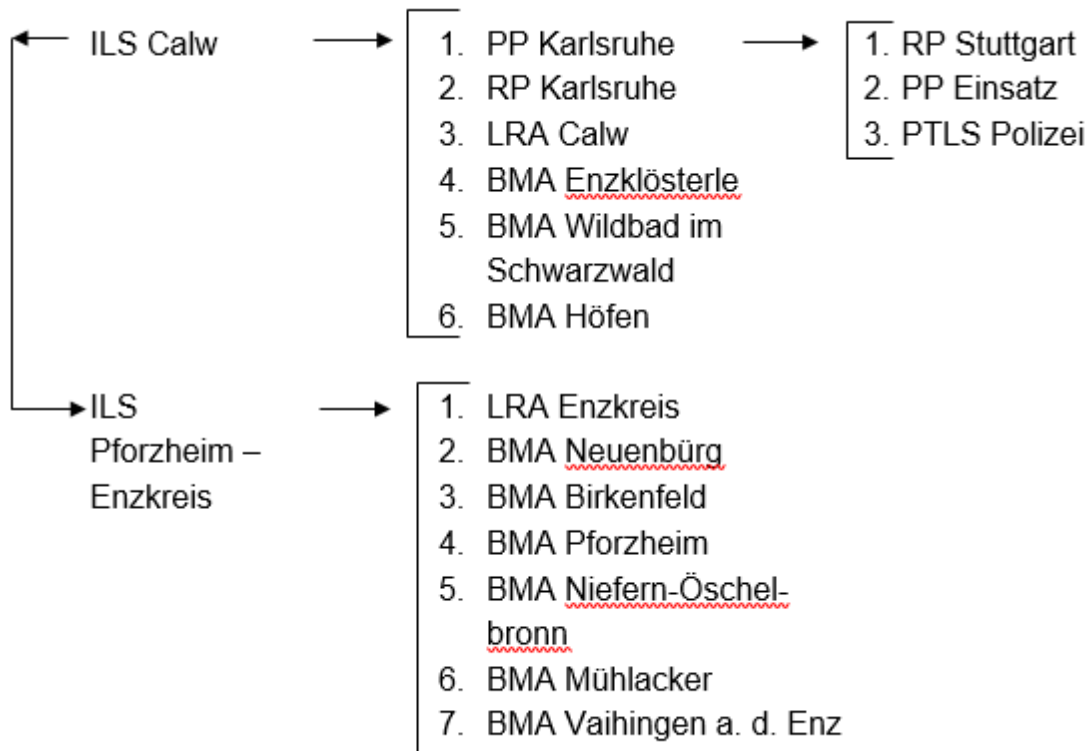 ILS Calw
1. PP Karlsruhe
2. RP Karlsruhe
3. LRA Calw
4. BMA Enzklösterle
5. BMA Wildbad im
Schwarzwald
6. BMA Höfen
1. RP Stuttgart
2. PP Einsatz
3. PTLS Polizei
ILS
Pforzheim –
Enzkreis
1. LRA Enzkreis
2. BMA Neuenbürg
3. BMA Birkenfeld
4. BMA Pforzheim
5. BMA Niefern-Öschel-
bronn
6. BMA Mühlacker
7. BMA Vaihingen a. d. Enz